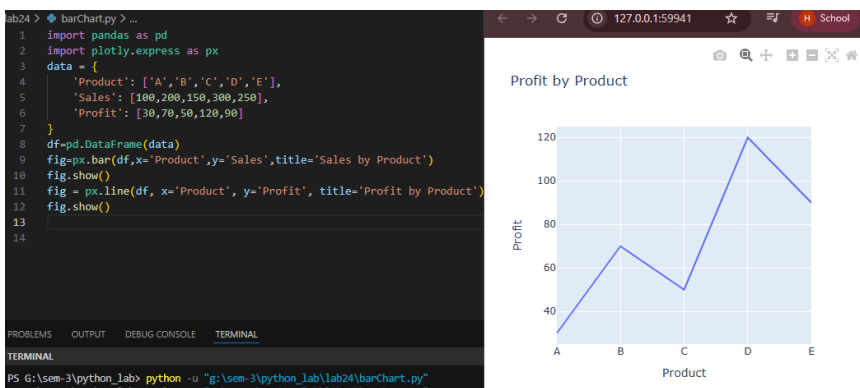 lab24 > barChart.py > ...
1 import pandas as pd
2 import plotly.express as px
3 data = {
4 'Product': ['A','B','C','D','E'],
5 'Sales': [100,200,150,300,250],
6 'Profit': [30,70,50,120,90]
7 }
8 df=pd.DataFrame(data)
9 fig=px.bar(df,x='Product',y='Sales',title='Sales by Product')
10 fig.show()
11 fig = px.line(df, x='Product', y='Profit', title='Profit by Product')
12 fig.show()
13
14
PROBLEMS OUTPUT DEBUG CONSOLE TERMINAL
TERMINAL
PS G:\sem-3\python_lab> python -u "g:\sem-3\python_lab\lab24\barChart.py"
127.0.0.1:59941 H School
Profit by Product
120
100
80
60
40
Profit
A B C D E
Product